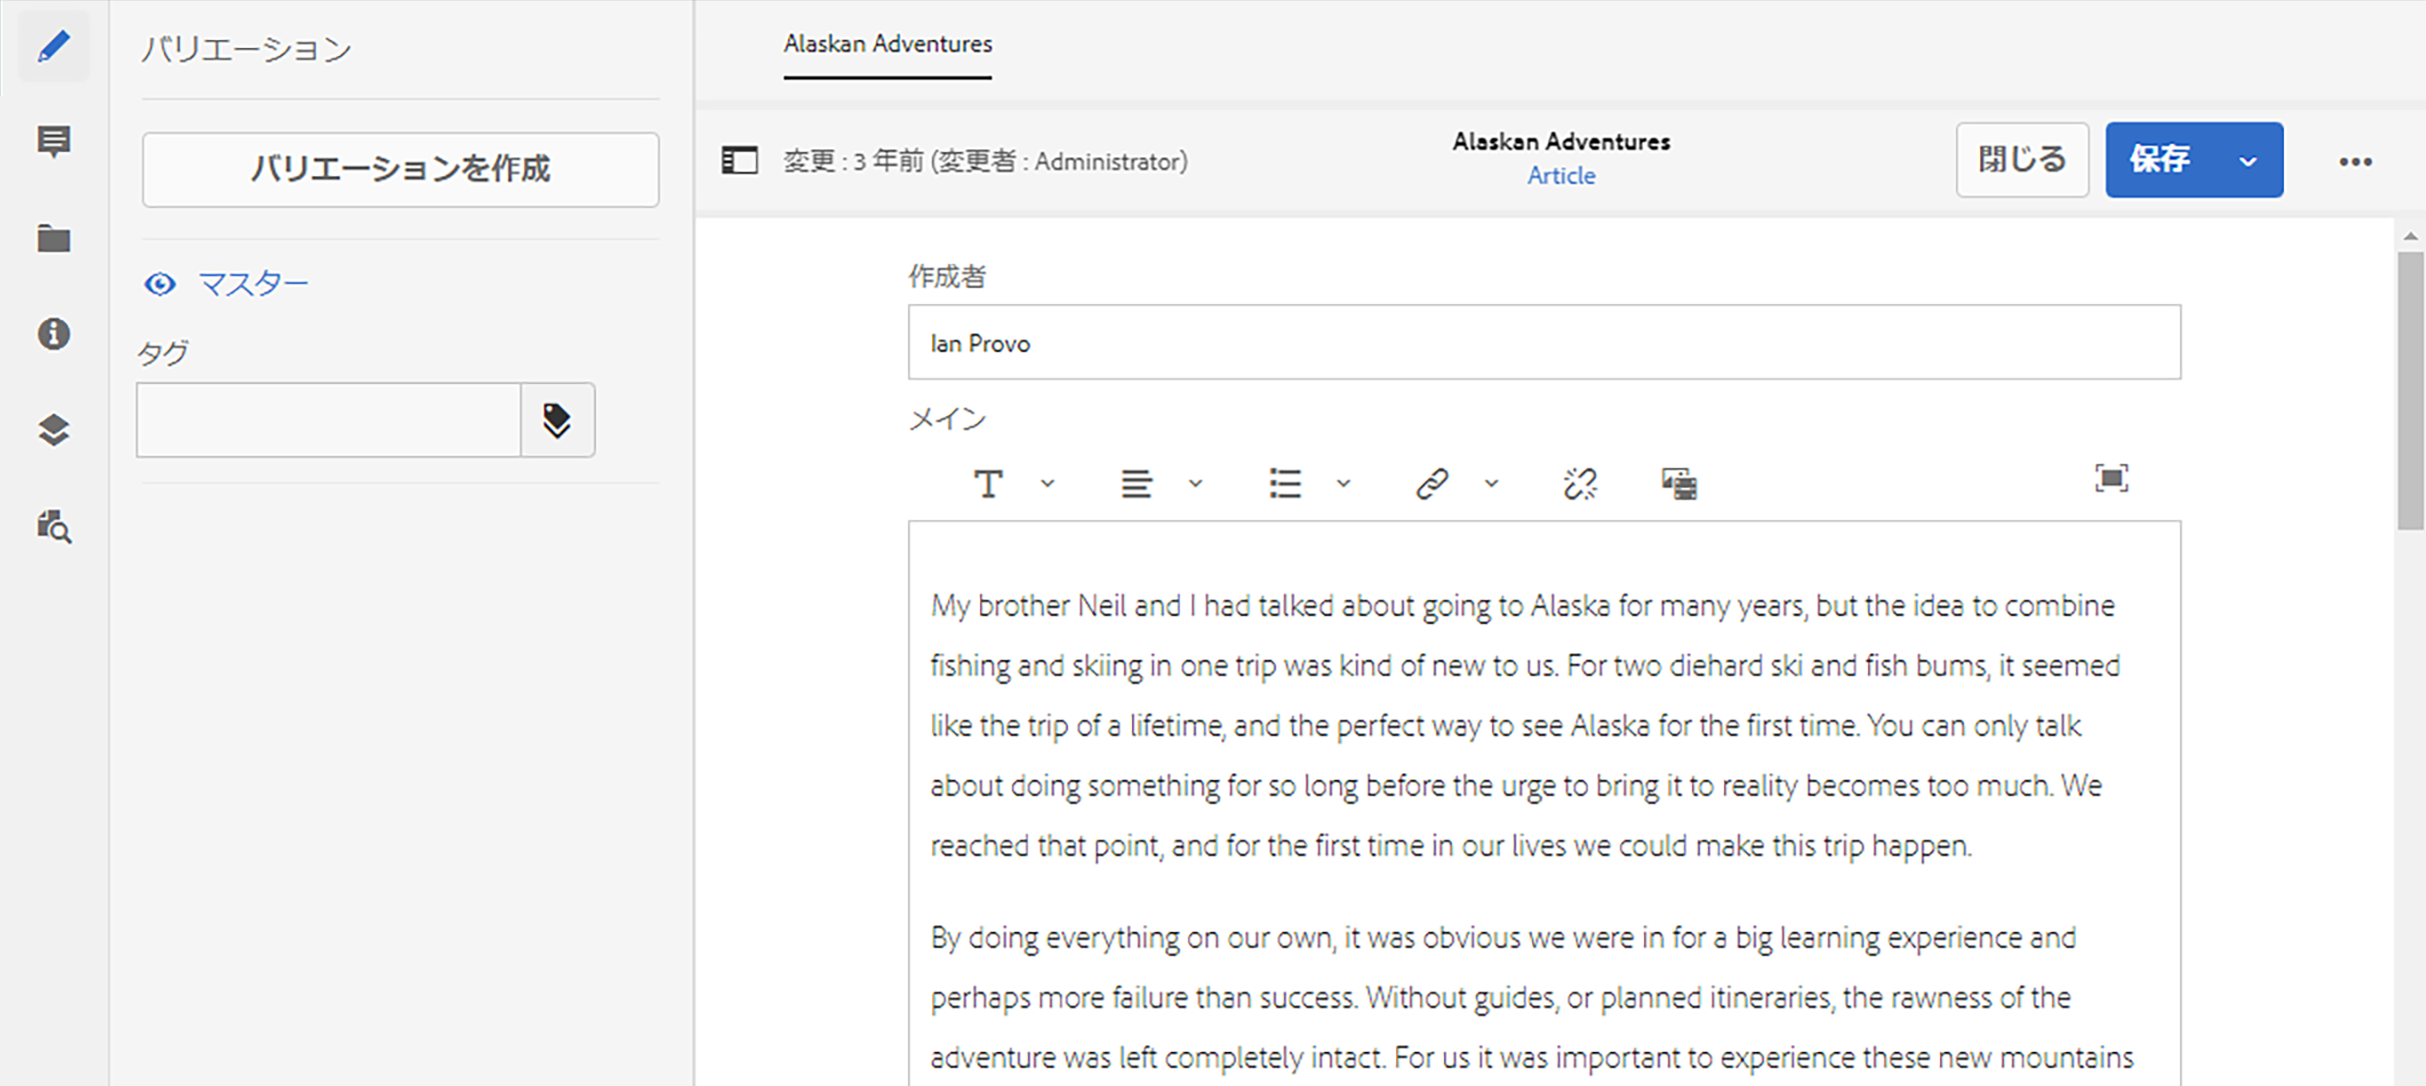 バリエーション
バリエーションを作成
マスター
タグ
Alaskan Adventures
変更 : 3 年前 (変更者 : Administrator)
Alaskan Adventures
Article
閉じる
保存
作成者
Ian Provo
メイン
My brother Neil and I had talked about going to Alaska for many years, but the idea to combine
fishing and skiing in one trip was kind of new to us. For two diehard ski and fish bums, it seemed
like the trip of a lifetime, and the perfect way to see Alaska for the first time. You can only talk
about doing something for so long before the urge to bring it to reality becomes too much. We
reached that point, and for the first time in our lives we could make this trip happen.
By doing everything on our own, it was obvious we were in for a big learning experience and
perhaps more failure than success. Without guides, or planned itineraries, the rawness of the
adventure was left completely intact. For us it was important to experience these new mountains